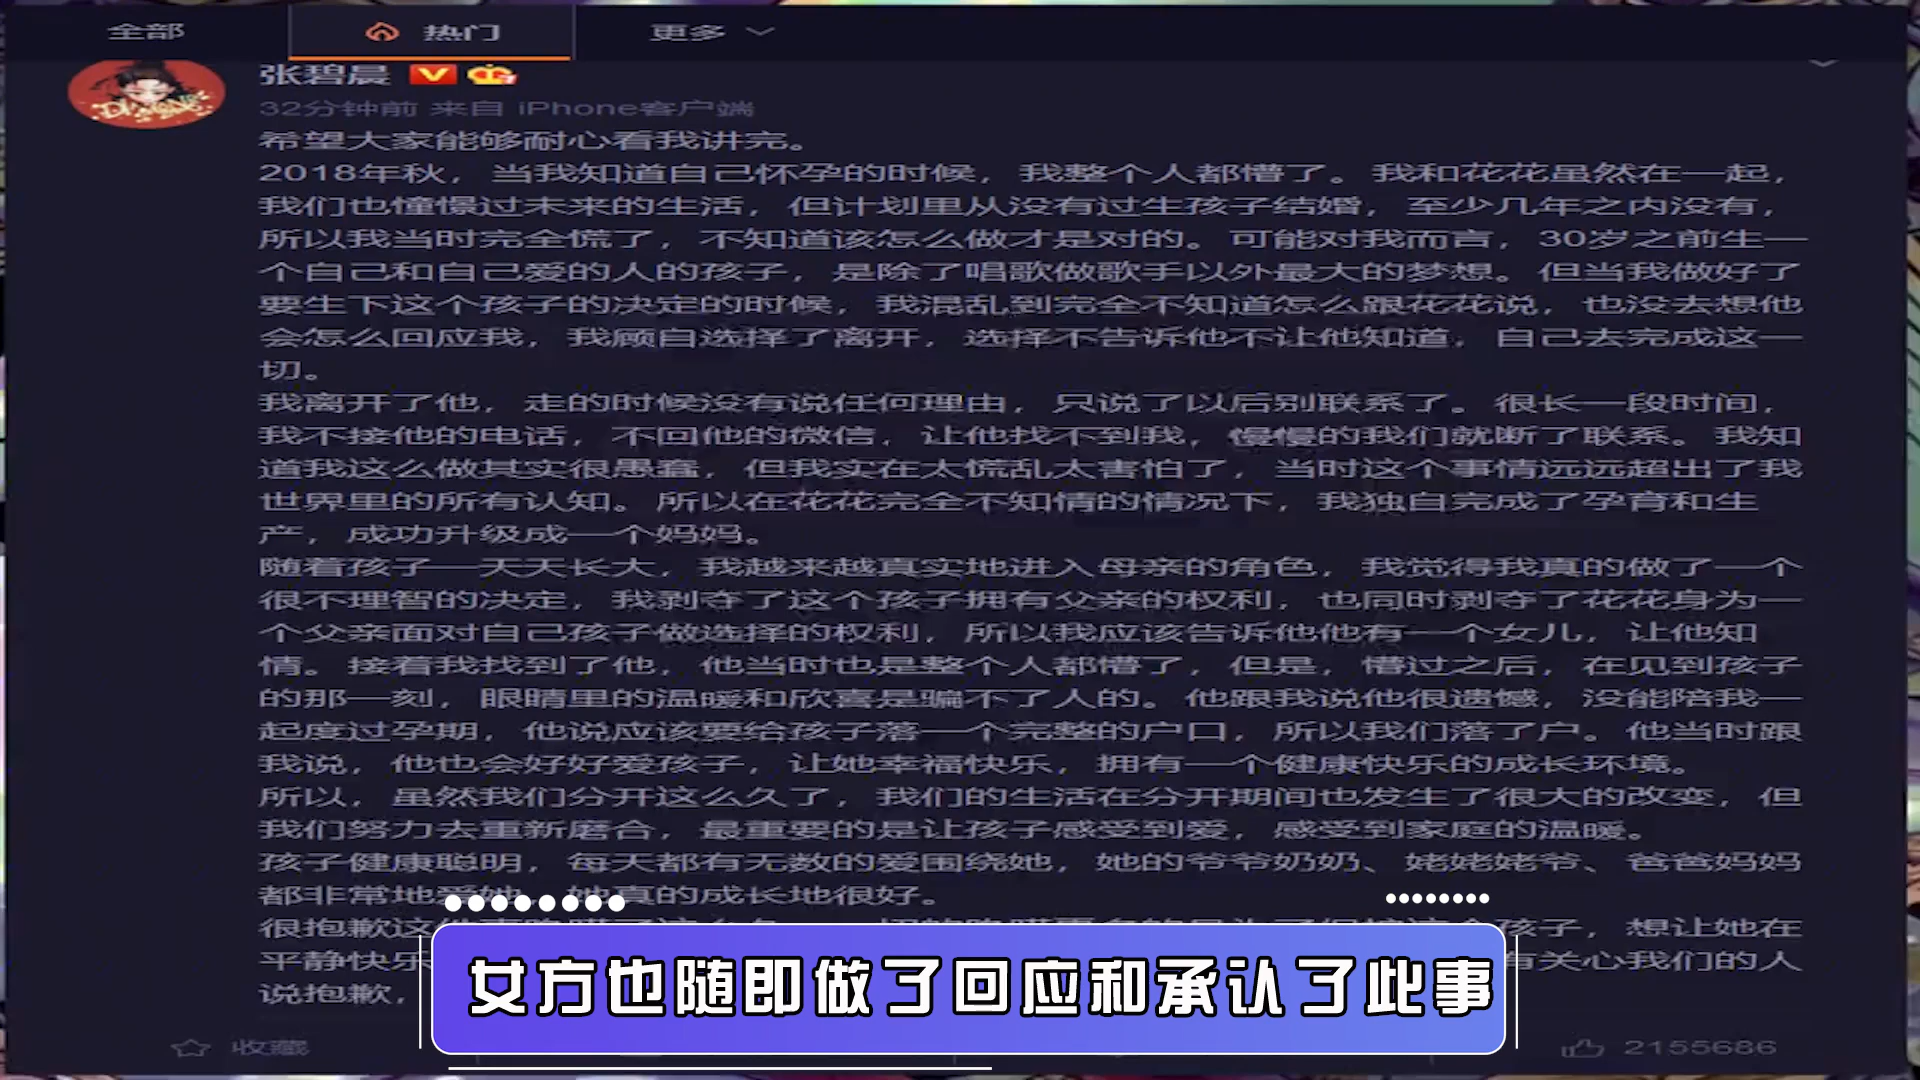 全部 热门 更多
张碧晨
32分钟前 来自 iPhone客户端
希望大家能够耐心看我讲完。
2018年秋，当我知道自己怀孕的时候，我整个人都懵了。我和花花虽然在一起，
我们也憧憬过未来的生活，但计划里从没有过生孩子结婚，至少几年之内没有，
所以我当时完全慌了，不知道该怎么做才是对的。可能对我而言，30岁之前生一
个自己和自己爱的人的孩子，是除了唱歌做歌手以外最大的梦想。但当我做好了
要生下这个孩子的决定的时候，我混乱到完全不知道怎么跟花花说，也没去想他
会怎么回应我，我顾自选择了离开，选择不告诉他不让他知道，自己去完成这一
切。
我离开了他，走的时候没有说任何理由，只说了以后别联系了。很长一段时间，
我不接他的电话，不回他的微信，让他找不到我，慢慢的我们就断了联系。我知
道我这么做其实很愚蠢，但我实在太慌乱太害怕了，当时这个事情远远超出了我
世界里的所有认知。所以在花花完全不知情的情况下，我独自完成了孕育和生
产，成功升级成一个妈妈。
随着孩子一天天长大，我越来越真实地进入母亲的角色，我觉得我真的做了一个
很不理智的决定，我剥夺了这个孩子拥有父亲的权利，也同时剥夺了花花身为一
个父亲面对自己孩子做选择的权利，所以我应该告诉他他有一个女儿，让他知
情。接着我找到了他，他当时也是整个人都懵了，但是，懵过之后，在见到孩子
的那一刻，眼睛里的温暖和欣喜是骗不了人的。他跟我说他很遗憾，没能陪我一
起度过孕期，他说应该要给孩子落一个完整的户口，所以我们落了户。他当时跟
我说，他也会好好爱孩子，让她幸福快乐，拥有一个健康快乐的成长环境。
所以，虽然我们分开这么久了，我们的生活在分开期间也发生了很大的改变，但
我们努力去重新磨合，最重要的是让孩子感受到爱，感受到家庭的温暖。
孩子健康聪明，每天都有无数的爱围绕她，她的爷爷奶奶、姥姥姥爷、爸爸妈妈
都非常地爱她，她真的成长地很好。
很抱歉这 孩子，想让她在
平静快乐 有关心我们的人
说抱歉，
女方也随即做了回应和承认了此事
收藏 2155686